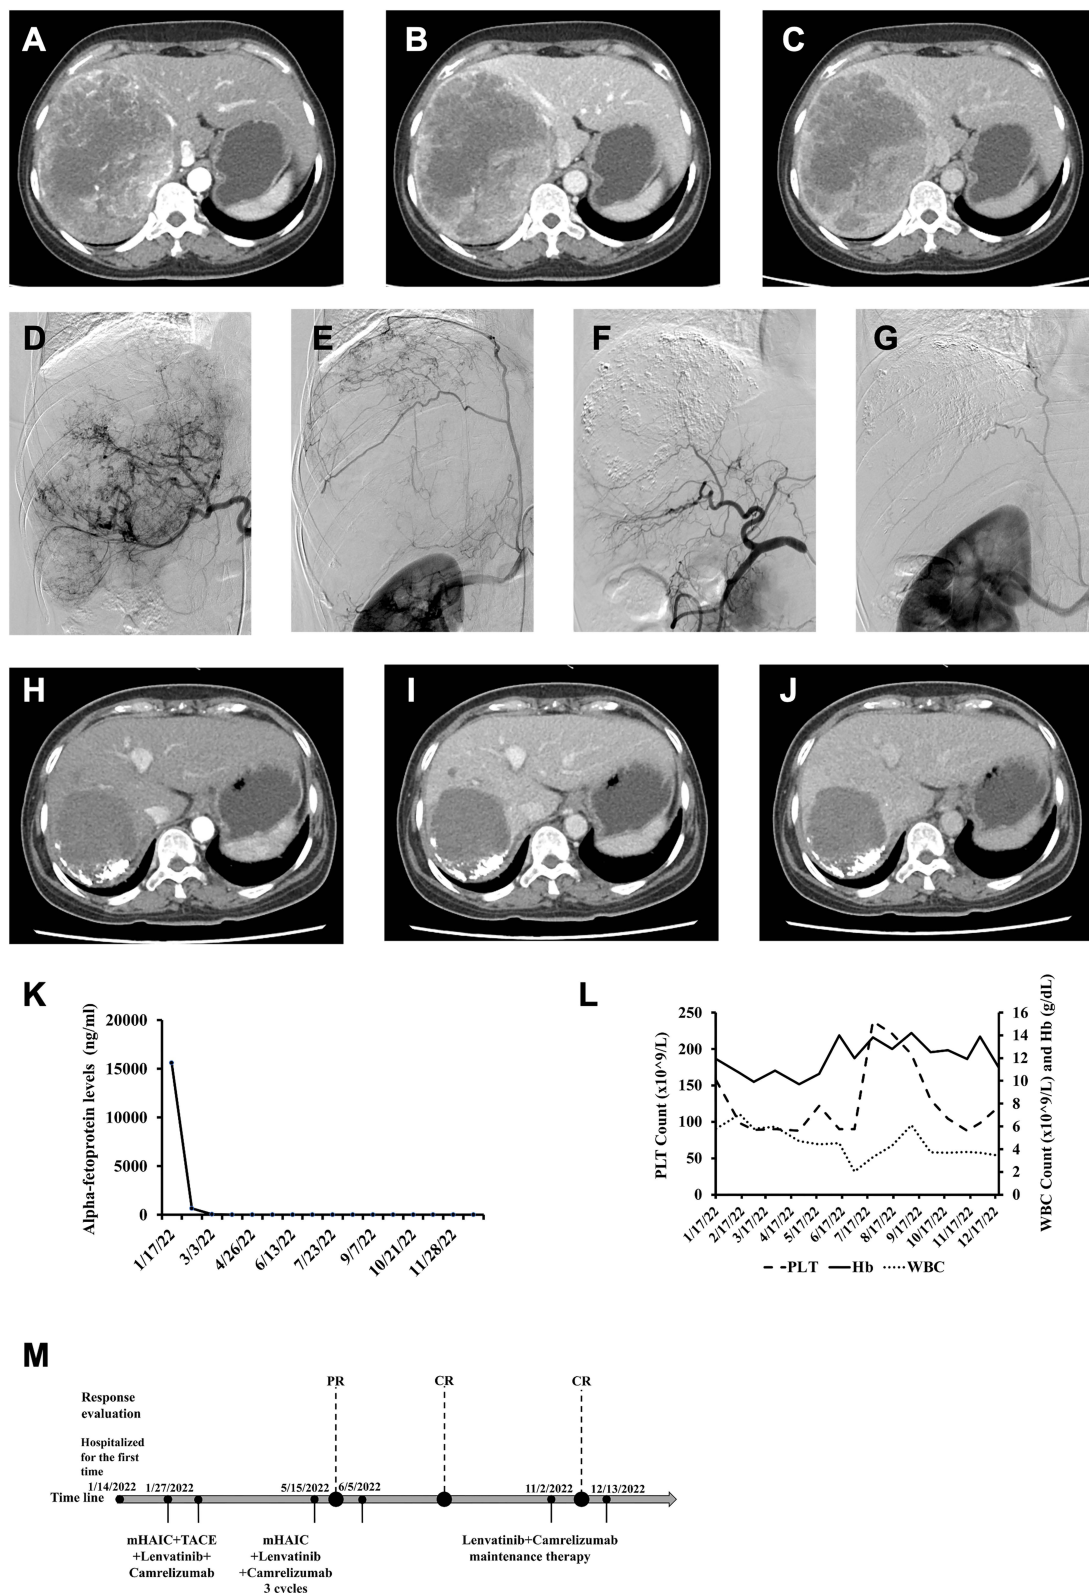 A
B
C
D
E
F
G
H
I
J
K
Alpha-fetoprotein levels (ng/ml)
20000
15000
10000
5000
0
1/17/22
3/3/22
4/26/22
6/13/22
7/23/22
9/7/22
10/21/22
11/28/22
L
PLT Count (x10^9/L)
250
200
150
100
50
0
WBC Count (x10^9/L) and Hb (g/dL)
16
14
12
10
8
6
4
2
0
1/17/22
2/17/22
3/17/22
4/17/22
5/17/22
6/17/22
7/17/22
8/17/22
9/17/22
10/17/22
11/17/22
12/17/22
PLT Hb WBC
M
PR CR CR
Response
evaluation
Hospitalized
for the first
time
1/14/2022 1/27/2022 5/15/2022 6/5/2022 11/2/2022 12/13/2022
Time line
mHAIC+TACE
+Lenvatinib+
Camrelizumab
mHAIC
+Lenvatinib
+Camrelizumab
3 cycles
Lenvatinib+Camrelizumab
maintenance therapy